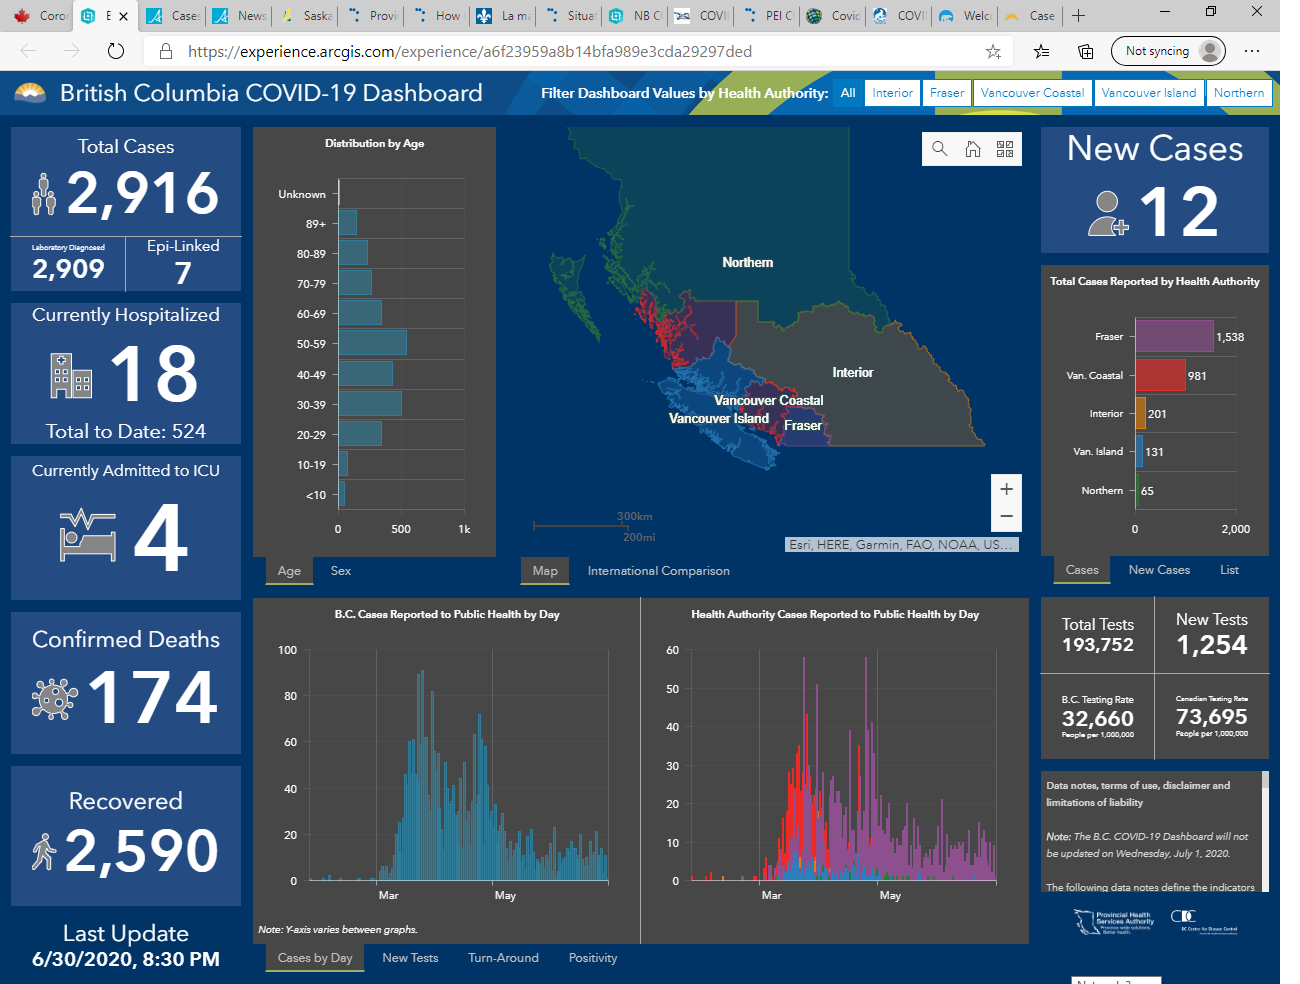 Coror
E
Cases
News
Saska
Provi
How
La ma
Situat
NB C
COVI
PEI C
Covid
COVI
Welco
Case
https://experience.arcgis.com/experience/a6f23959a8b14bfa989e3cda29297ded
Not syncing
British Columbia COVID-19 Dashboard
Filter Dashboard Values by Health Authority:
All
Interior
Fraser
Vancouver Coastal
Vancouver Island
Northern
Total Cases
2,916
Laboratory Diagnosed
2,909
Epi-Linked
7
Currently Hospitalized
18
Total to Date: 524
Currently Admitted to ICU
4
Confirmed Deaths
174
Recovered
2,590
Last Update
6/30/2020, 8:30 PM
Distribution by Age
Unknown
89+
80-89
70-79
60-69
50-59
40-49
30-39
20-29
10-19
<10
0 500 1k
Age Sex
Northern
Interior
Vancouver Coastal
Vancouver Island
Fraser
300km
200mi
+
−
Esri, HERE, Garmin, FAO, NOAA, US...
Map International Comparison
New Cases
12
Total Cases Reported by Health Authority
Fraser 1,538
Van. Coastal 981
Interior 201
Van. Island 131
Northern 65
0 2,000
Cases New Cases List
B.C. Cases Reported to Public Health by Day
100
80
60
40
20
0
Mar May
Note: Y-axis varies between graphs.
Health Authority Cases Reported to Public Health by Day
60
50
40
30
20
10
0
Mar May
Cases by Day New Tests Turn-Around Positivity
Total Tests
193,752
New Tests
1,254
B.C. Testing Rate
32,660
People per 1,000,000
Canadian Testing Rate
73,695
People per 1,000,000
Data notes, terms of use, disclaimer and
limitations of liability
Note: The B.C. COVID-19 Dashboard will not
be updated on Wednesday, July 1, 2020.
The following data notes define the indicators
Provincial Health
Services Authority
Province-wide solutions.
Better health.
BC Centre for Disease Control